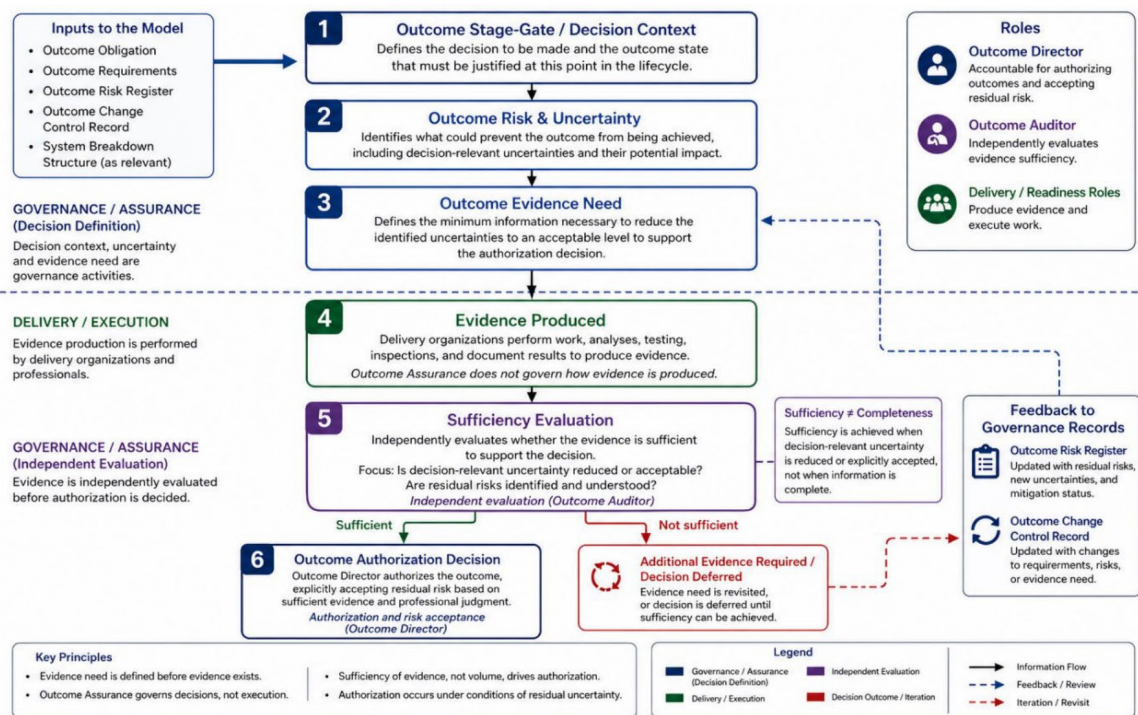 Inputs to the Model
• Outcome Obligation
• Outcome Requirements
• Outcome Risk Register
• Outcome Change
Control Record
• System Breakdown
Structure (as relevant)
1
Outcome Stage-Gate / Decision Context
Defines the decision to be made and the outcome state
that must be justified at this point in the lifecycle.
2
Outcome Risk & Uncertainty
Identifies what could prevent the outcome from being achieved,
including decision-relevant uncertainties and their potential impact.
3
Outcome Evidence Need
Defines the minimum information necessary to reduce the
identified uncertainties to an acceptable level to support
the authorization decision.
Roles
Outcome Director
Accountable for authorizing
outcomes and accepting
residual risk.
Outcome Auditor
Independently evaluates
evidence sufficiency.
Delivery / Readiness Roles
Produce evidence and
execute work.
GOVERNANCE / ASSURANCE
(Decision Definition)
Decision context, uncertainty
and evidence need are
governance activities.
DELIVERY / EXECUTION
Evidence production is performed
by delivery organizations and
professionals.
4
Evidence Produced
Delivery organizations perform work, analyses, testing,
inspections, and document results to produce evidence.
Outcome Assurance does not govern how evidence is produced.
GOVERNANCE / ASSURANCE
(Independent Evaluation)
Evidence is independently evaluated
before authorization is decided.
5
Sufficiency Evaluation
Independently evaluates whether the evidence is sufficient
to support the decision.
Focus: Is decision-relevant uncertainty reduced or acceptable?
Are residual risks identified and understood?
Independent evaluation (Outcome Auditor)
Sufficiency ≠ Completeness
Sufficiency is achieved when
decision-relevant uncertainty
is reduced or explicitly accepted,
not when information is
complete.
Feedback to
Governance Records
Outcome Risk Register
Updated with residual risks,
new uncertainties, and
mitigation status.
Outcome Change
Control Record
Updated with changes
to requirerments, risks,
or evidence need.
Sufficient
Not sufficient
6
Outcome Authorization Decision
Outcome Director authorizes the outcome,
explicitly accepting residual risk based on
sufficient evidence and professional judgment.
Authorization and risk acceptance
(Outcome Director)
Additional Evidence Required /
Decision Deferred
Evidence need is revisited,
or decision is deferred until
sufficiency can be achieved.
Key Principles
• Evidence need is defined before evidence exists.
• Outcome Assurance governs decisions, not execution.
• Sufficiency of evidence, not volume, drives authorization.
• Authorization occurs under conditions of residual uncertainty.
Legend
Governance / Assurance
(Decision Definition)
Delivery / Execution
Independent Evaluation
Decision Outcome / Iteration
Information Flow
Feedback / Review
Iteration / Revisit